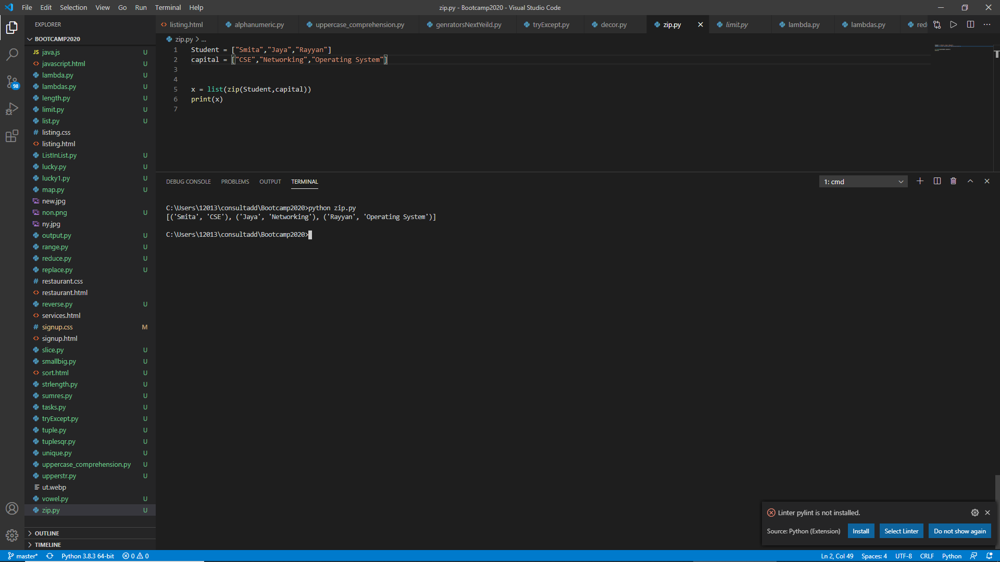 File Edit Selection View Go Run Terminal Help
zip.py - Bootcamp2020 - Visual Studio Code
EXPLORER
listing.html alphanumeric.py uppercase_comprehension.py genratorsNextYeild.py tryExcept.py decor.py zip.py limit.py lambda.py lambdas.py red
BOOTCAMP2020
zip.py > ...
JS java.js U
javascript.html U
lambda.py U
lambdas.py U
length.py U
limit.py U
list.py U
# listing.css
listing.html
ListInList.py U
lucky.py U
lucky1.py U
map.py U
new.jpg
non.png U
ny.jpg
output.py U
range.py U
reduce.py U
replace.py U
# restaurant.css
restaurant.html
reverse.py U
services.html
# signup.css M
signup.html
slice.py U
smallbig.py U
sort.html U
strlength.py U
sumres.py U
tasks.py U
tryExcept.py U
tuple.py U
tuplesqr.py U
unique.py U
uppercase_comprehension.py U
upperstr.py U
ut.webp
vowel.py U
zip.py U
OUTLINE
TIMELINE
98
1 Student = ["Smita","Jaya","Rayyan"]
2 capital = ["CSE","Networking","Operating System"]
3
4
5 x = list(zip(Student,capital))
6 print(x)
7
DEBUG CONSOLE PROBLEMS OUTPUT TERMINAL
1: cmd
C:\Users\12013\consultadd\Bootcamp2020>python zip.py
[('Smita', 'CSE'), ('Jaya', 'Networking'), ('Rayyan', 'Operating System')]
C:\Users\12013\consultadd\Bootcamp2020>
Linter pylint is not installed.
Source: Python (Extension) Install Select Linter Do not show again
master* Python 3.8.3 64-bit 0 0
Ln 2, Col 49 Spaces: 4 UTF-8 CRLF Python